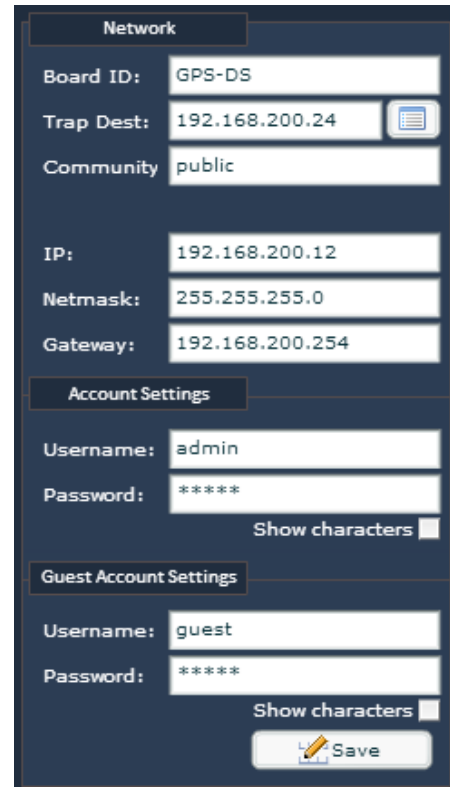 Network
Board ID: GPS-DS
Trap Dest: 192.168.200.24
Community public
IP: 192.168.200.12
Netmask: 255.255.255.0
Gateway: 192.168.200.254
Account Settings
Username: admin
Password: *****
Show characters
Guest Account Settings
Username: guest
Password: *****
Show characters
Save